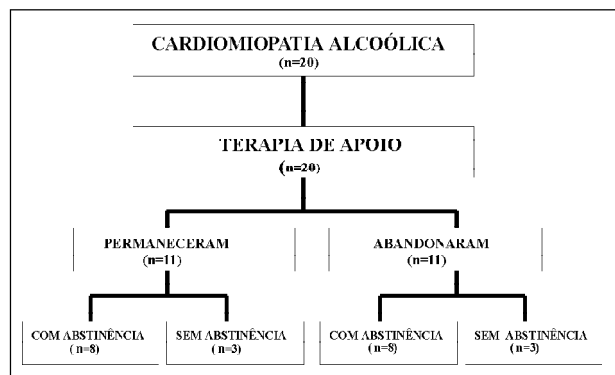 CARDIOMIOPATIA ALCOÓLICA
(n=20)
TERAPIA DE APOIO
(n=20)
PERMANECERAM
(n=11)
ABANDONARAM
(n=11)
COM ABSTINÊNCIA
(n=8)
SEM ABSTINÊNCIA
(n=3)
COM ABSTINÊNCIA
(n=8)
SEM ABSTINÊNCIA
(n=3)